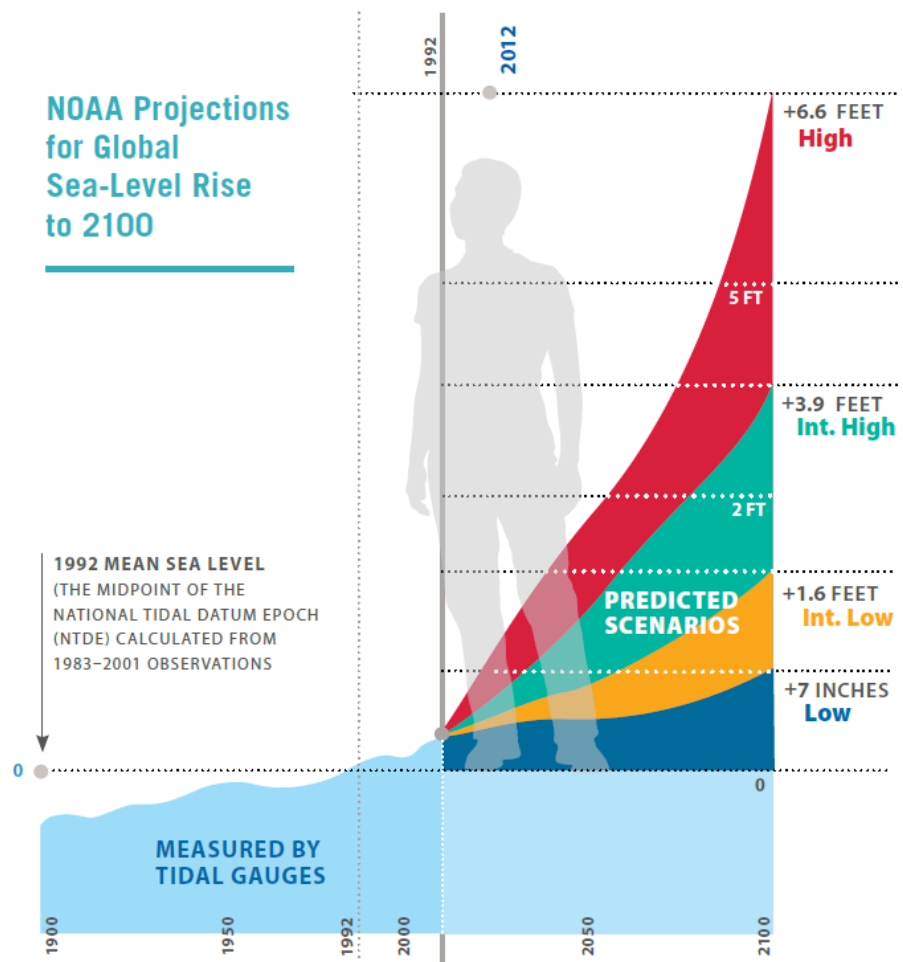 NOAA Projections
for Global
Sea-Level Rise
to 2100
1992
2012
+6.6 FEET
High
5 FT
+3.9 FEET
Int. High
2 FT
1992 MEAN SEA LEVEL
(THE MIDPOINT OF THE
NATIONAL TIDAL DATUM EPOCH
(NTDE) CALCULATED FROM
1983–2001 OBSERVATIONS
PREDICTED
SCENARIOS
+1.6 FEET
Int. Low
+7 INCHES
Low
0
0
MEASURED BY
TIDAL GAUGES
1900
1950
1992
2000
2050
2100